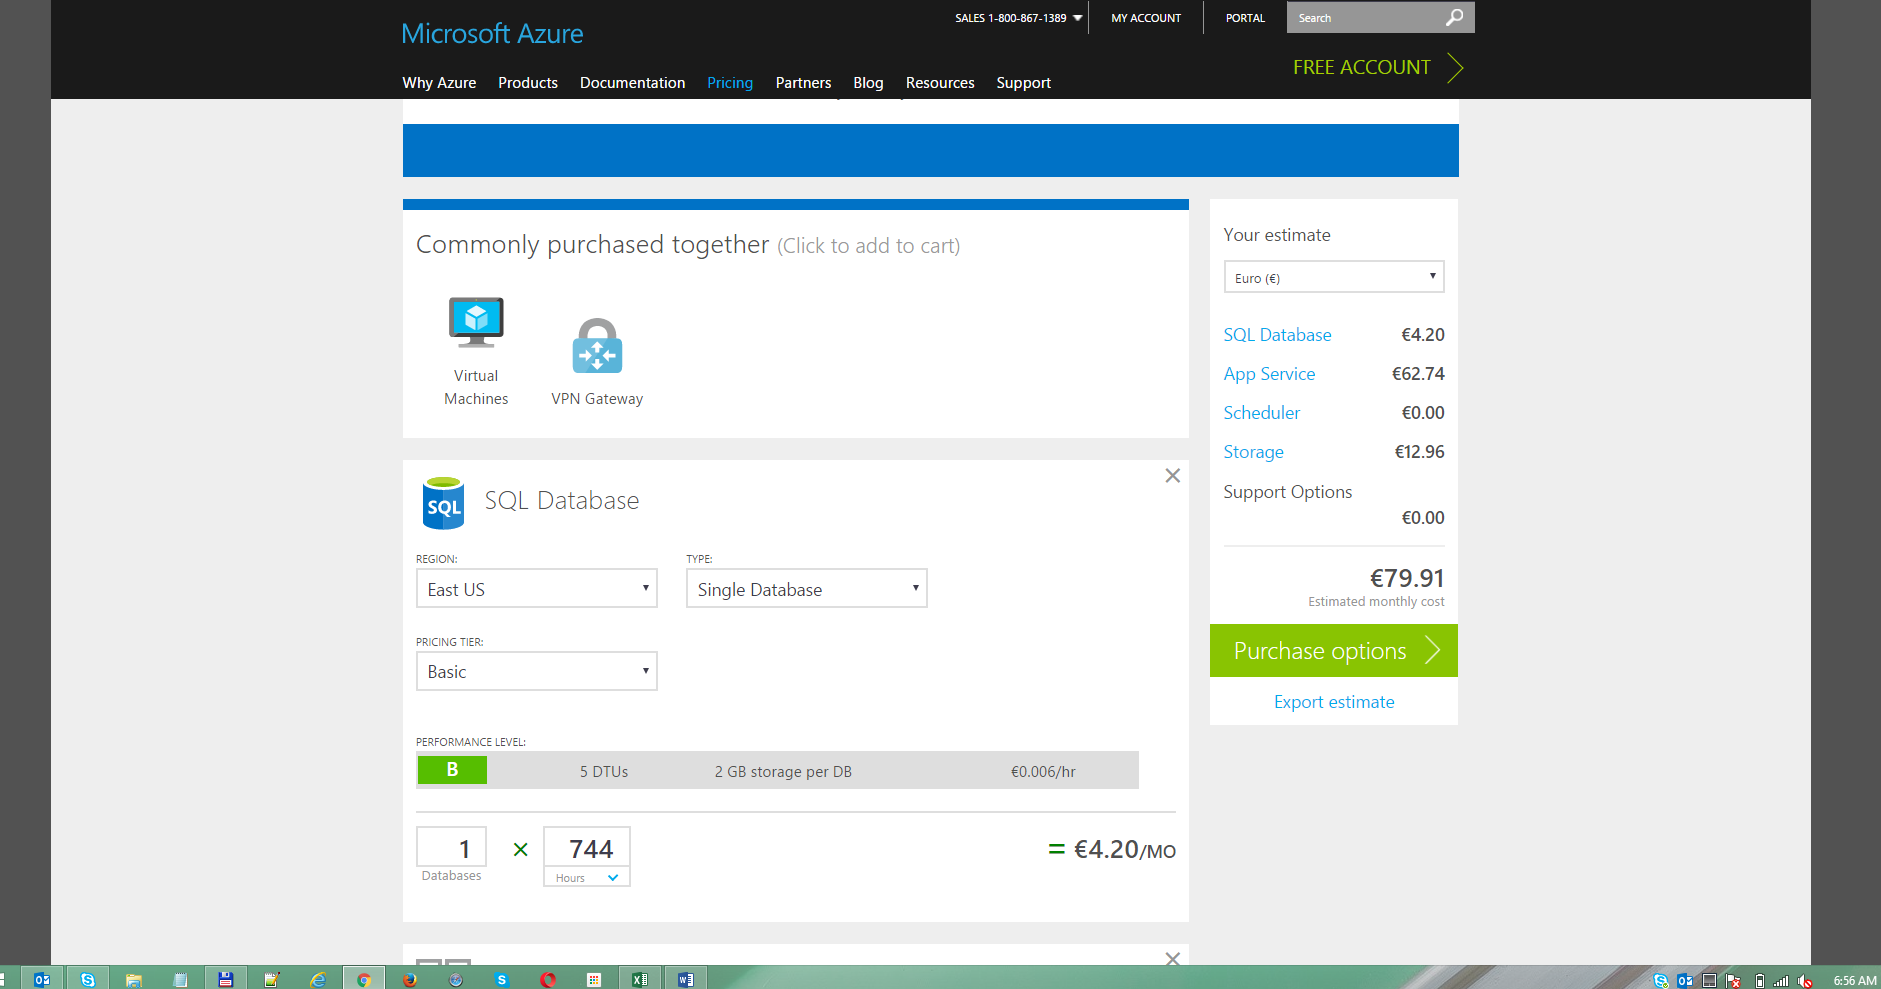 SALES 1-800-867-1389
MY ACCOUNT
PORTAL
Search
Microsoft Azure
FREE ACCOUNT
Why Azure
Products
Documentation
Pricing
Partners
Blog
Resources
Support
Commonly purchased together (Click to add to cart)
Virtual
Machines
VPN Gateway
SQL
SQL Database
REGION:
East US
TYPE:
Single Database
PRICING TIER:
Basic
PERFORMANCE LEVEL:
B
5 DTUs
2 GB storage per DB
€0.006/hr
1
Databases
×
744
Hours
= €4.20/MO
Your estimate
Euro (€)
SQL Database €4.20
App Service €62.74
Scheduler €0.00
Storage €12.96
Support Options
€0.00
€79.91
Estimated monthly cost
Purchase options
Export estimate
6:56 AM